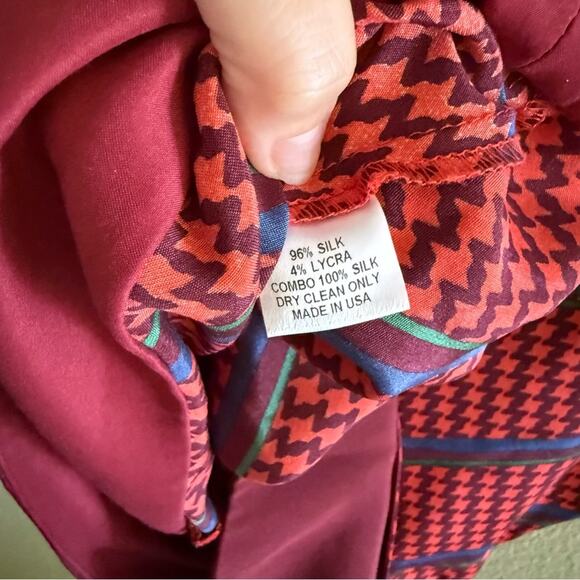 96% SILK
4% LYCRA
COMBO 100% SILK
DRY CLEAN ONLY
MADE IN USA